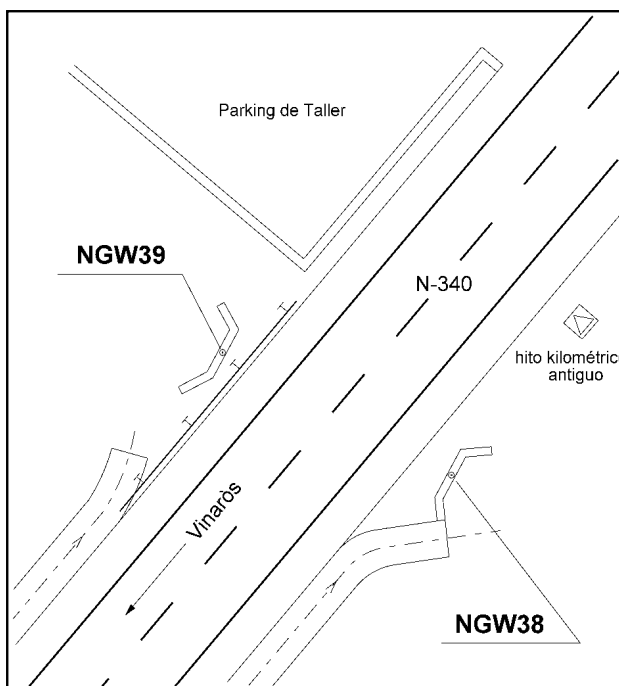 Parking de Taller
NGW39
N-340
hito kilométrico
antiguo
Vinaròs
NGW38